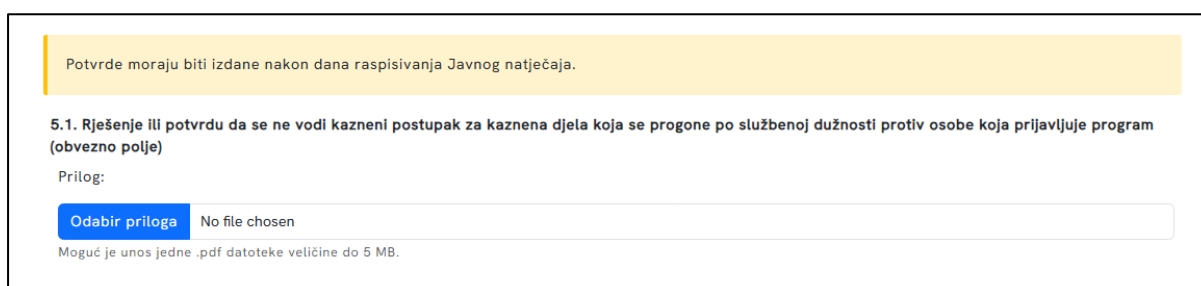 Potvrde moraju biti izdane nakon dana raspisivanja Javnog natječaja.
5.1. Rješenje ili potvrdu da se ne vodi kazneni postupak za kaznena djela koja se progone po službenoj dužnosti protiv osobe koja prijavljuje program
(obvezno polje)
Prilog:
Odabir priloga No file chosen
Moguć je unos jedne .pdf datoteke veličine do 5 MB.